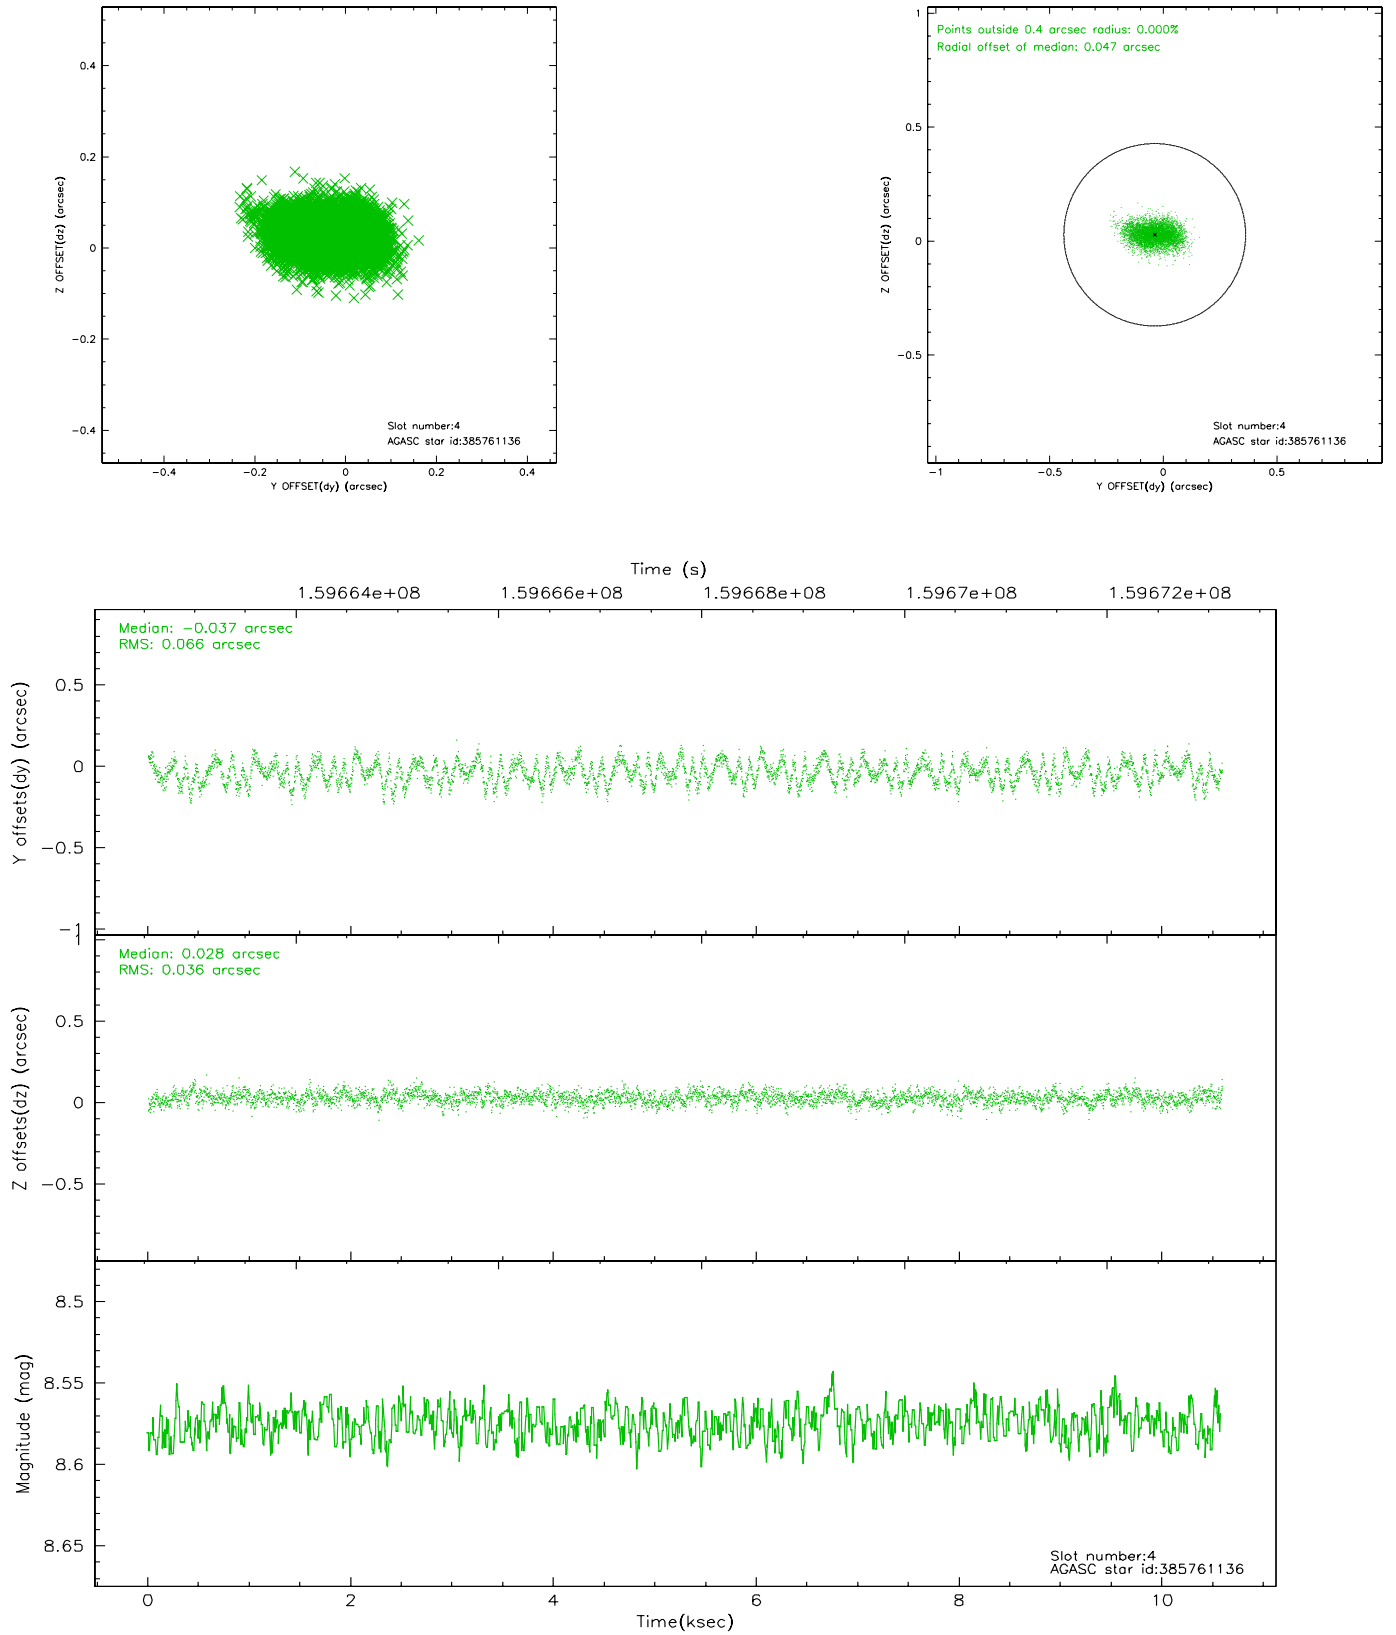 0.4
0.2
0
−0.2
−0.4
Z OFFSET(dz) (arcsec)
Slot number:4
AGASC star id:385761136
−0.4 −0.2 0 0.2 0.4
Y OFFSET(dy) (arcsec)
Points outside 0.4 arcsec radius: 0.000%
Radial offset of median: 0.047 arcsec
1
0.5
0
−0.5
Z OFFSET(dz) (arcsec)
Slot number:4
AGASC star id:385761136
−1 −0.5 0 0.5
Y OFFSET(dy) (arcsec)
Time (s)
1.59664e+08 1.59666e+08 1.59668e+08 1.5967e+08 1.59672e+08
Median: −0.037 arcsec
RMS: 0.066 arcsec
0.5
0
−0.5
−1
Y offsets(dy) (arcsec)
Median: 0.028 arcsec
RMS: 0.036 arcsec
1
0.5
0
−0.5
Z offsets(dz) (arcsec)
8.5
8.55
8.6
8.65
Magnitude (mag)
Slot number:4
AGASC star id:385761136
0 2 4 6 8 10
Time(ksec)